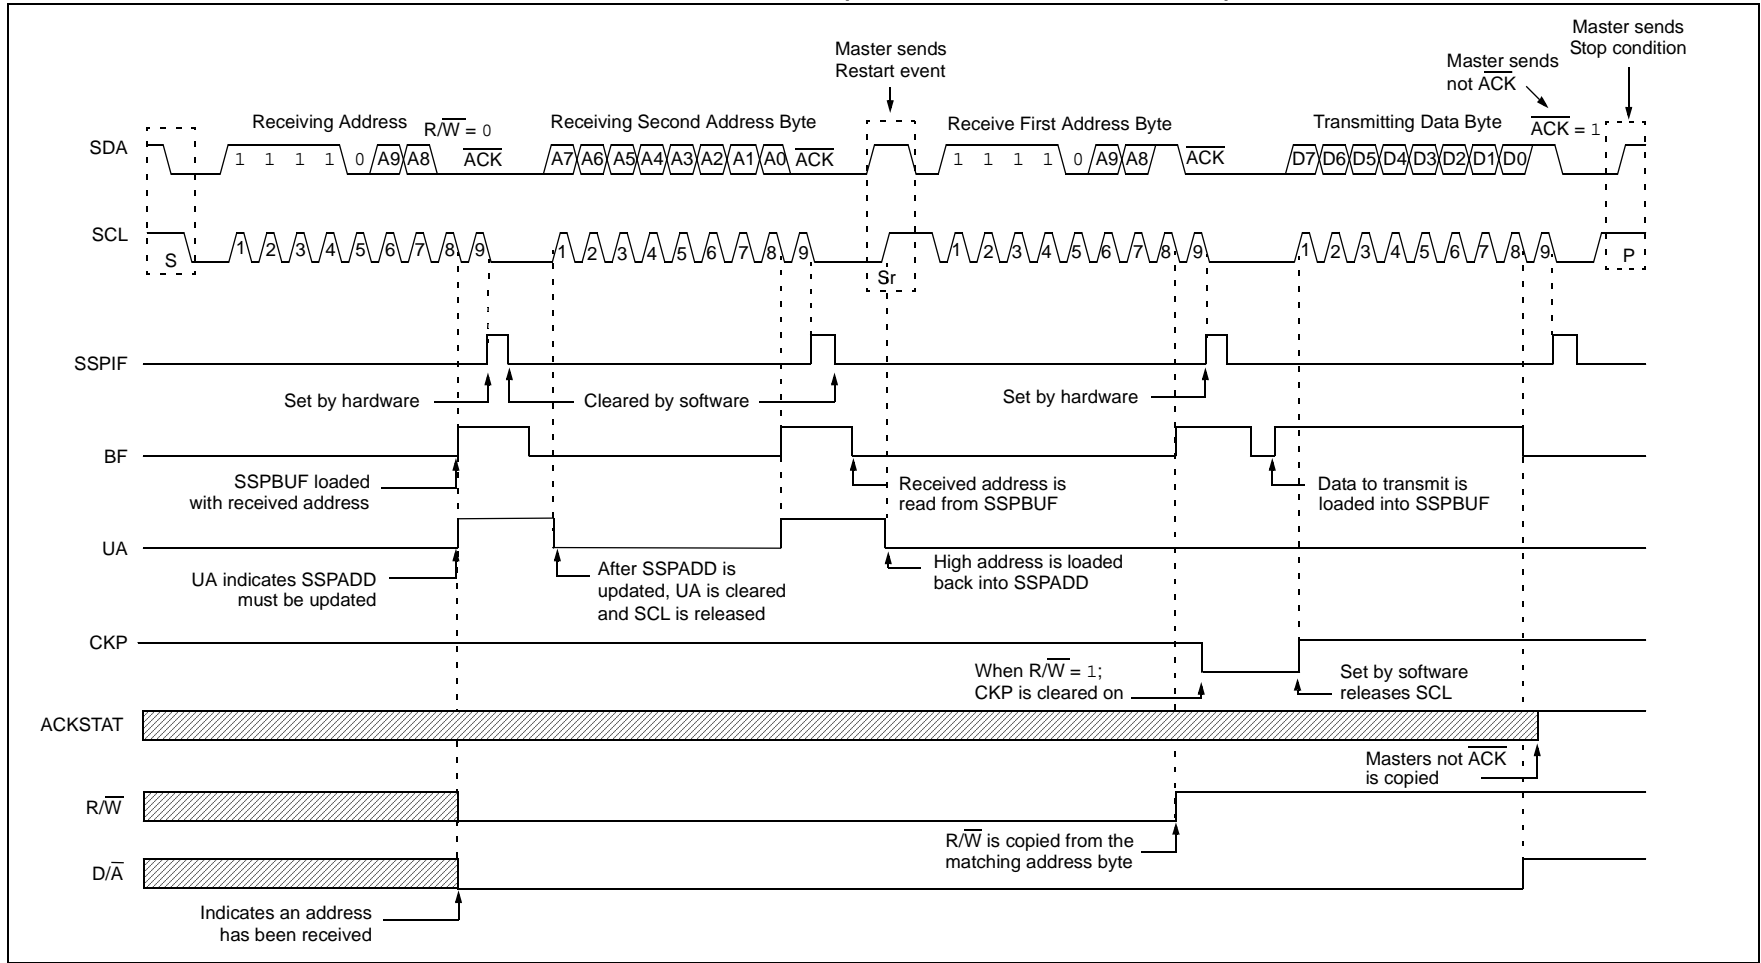 Master sends
Restart event
Master sends
not ACK
Master sends
Stop condition
Receiving Address R/W = 0
Receiving Second Address Byte
Receive First Address Byte
Transmitting Data Byte
ACK = 1
SDA
1 1 1 1 0 A9 A8 ACK
A7 A6 A5 A4 A3 A2 A1 A0 ACK
1 1 1 1 0 A9 A8 ACK
D7 D6 D5 D4 D3 D2 D1 D0
SCL
S
1 2 3 4 5 6 7 8 9
1 2 3 4 5 6 7 8 9
Sr
1 2 3 4 5 6 7 8 9
1 2 3 4 5 6 7 8 9
P
SSPIF
Set by hardware
Cleared by software
Set by hardware
BF
SSPBUF loaded
with received address
Received address is
read from SSPBUF
Data to transmit is
loaded into SSPBUF
UA
UA indicates SSPADD
must be updated
After SSPADD is
updated, UA is cleared
and SCL is released
High address is loaded
back into SSPADD
CKP
When R/W = 1;
CKP is cleared on
Set by software
releases SCL
ACKSTAT
Masters not ACK
is copied
R/W
R/W is copied from the
matching address byte
D/A
Indicates an address
has been received